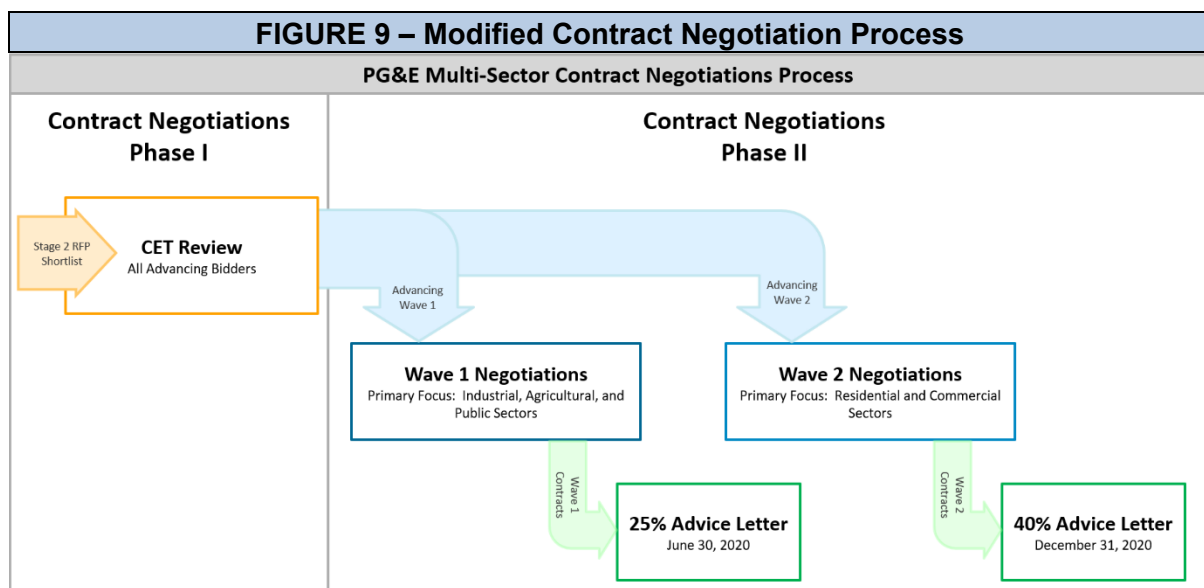 FIGURE 9 – Modified Contract Negotiation Process
PG&E Multi-Sector Contract Negotiations Process
Contract Negotiations
Phase I
Contract Negotiations
Phase II
Stage 2 RFP
Shortlist
CET Review
All Advancing Bidders
Advancing
Wave 1
Advancing
Wave 2
Wave 1 Negotiations
Primary Focus: Industrial, Agricultural, and
Public Sectors
Wave 2 Negotiations
Primary Focus: Residential and Commercial
Sectors
Wave 1
Contracts
25% Advice Letter
June 30, 2020
Wave 2
Contracts
40% Advice Letter
December 31, 2020